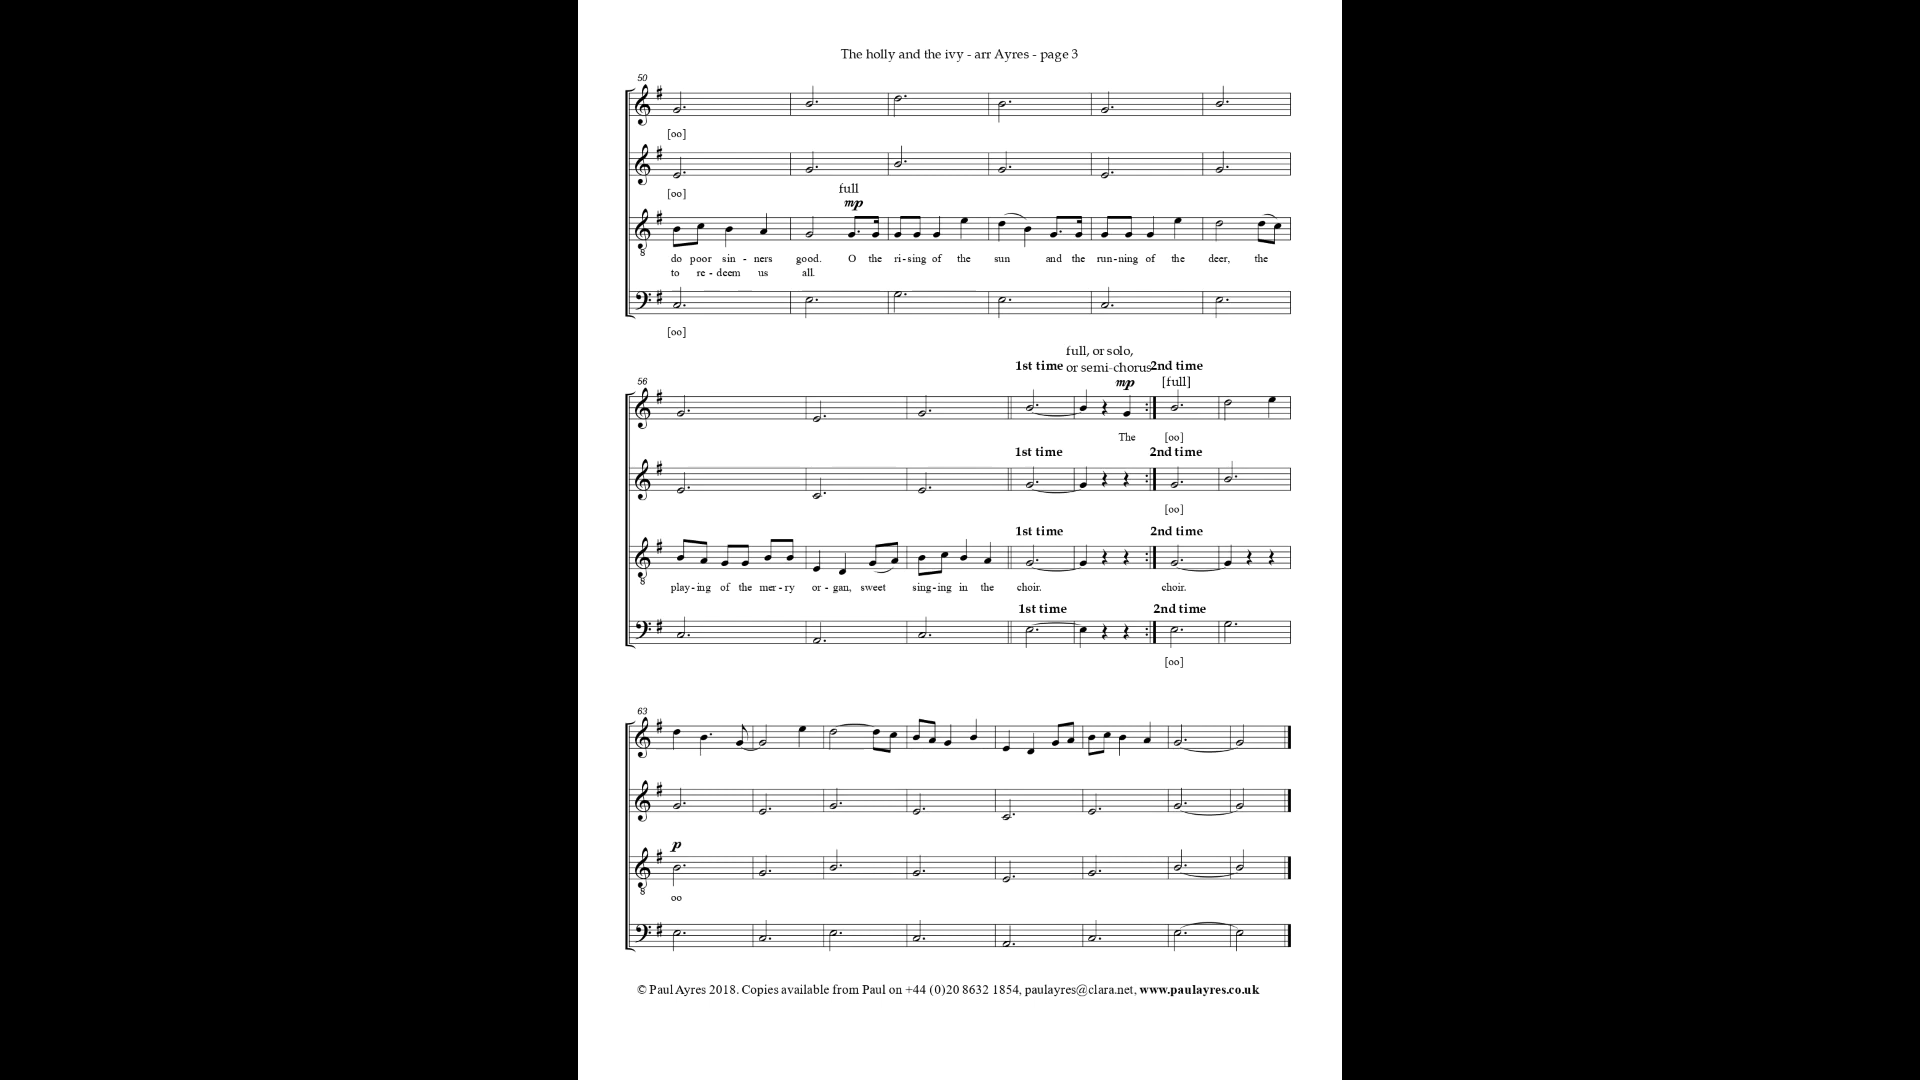 The holly and the ivy - arr Ayres - page 3
50
[oo]
[oo]
full
mp
do poor sin - ners good. O the ri - sing of the sun and the run - ning of the deer, the
to re - deem us all.
[oo]
full, or solo,
1st time or semi-chorus 2nd time
mp [full]
56
The [oo]
1st time 2nd time
[oo]
1st time 2nd time
play - ing of the mer - ry or - gan, sweet sing - ing in the choir. choir.
1st time 2nd time
[oo]
63
p
oo
© Paul Ayres 2018. Copies available from Paul on +44 (0)20 8632 1854, paulayres@clara.net, www.paulayres.co.uk